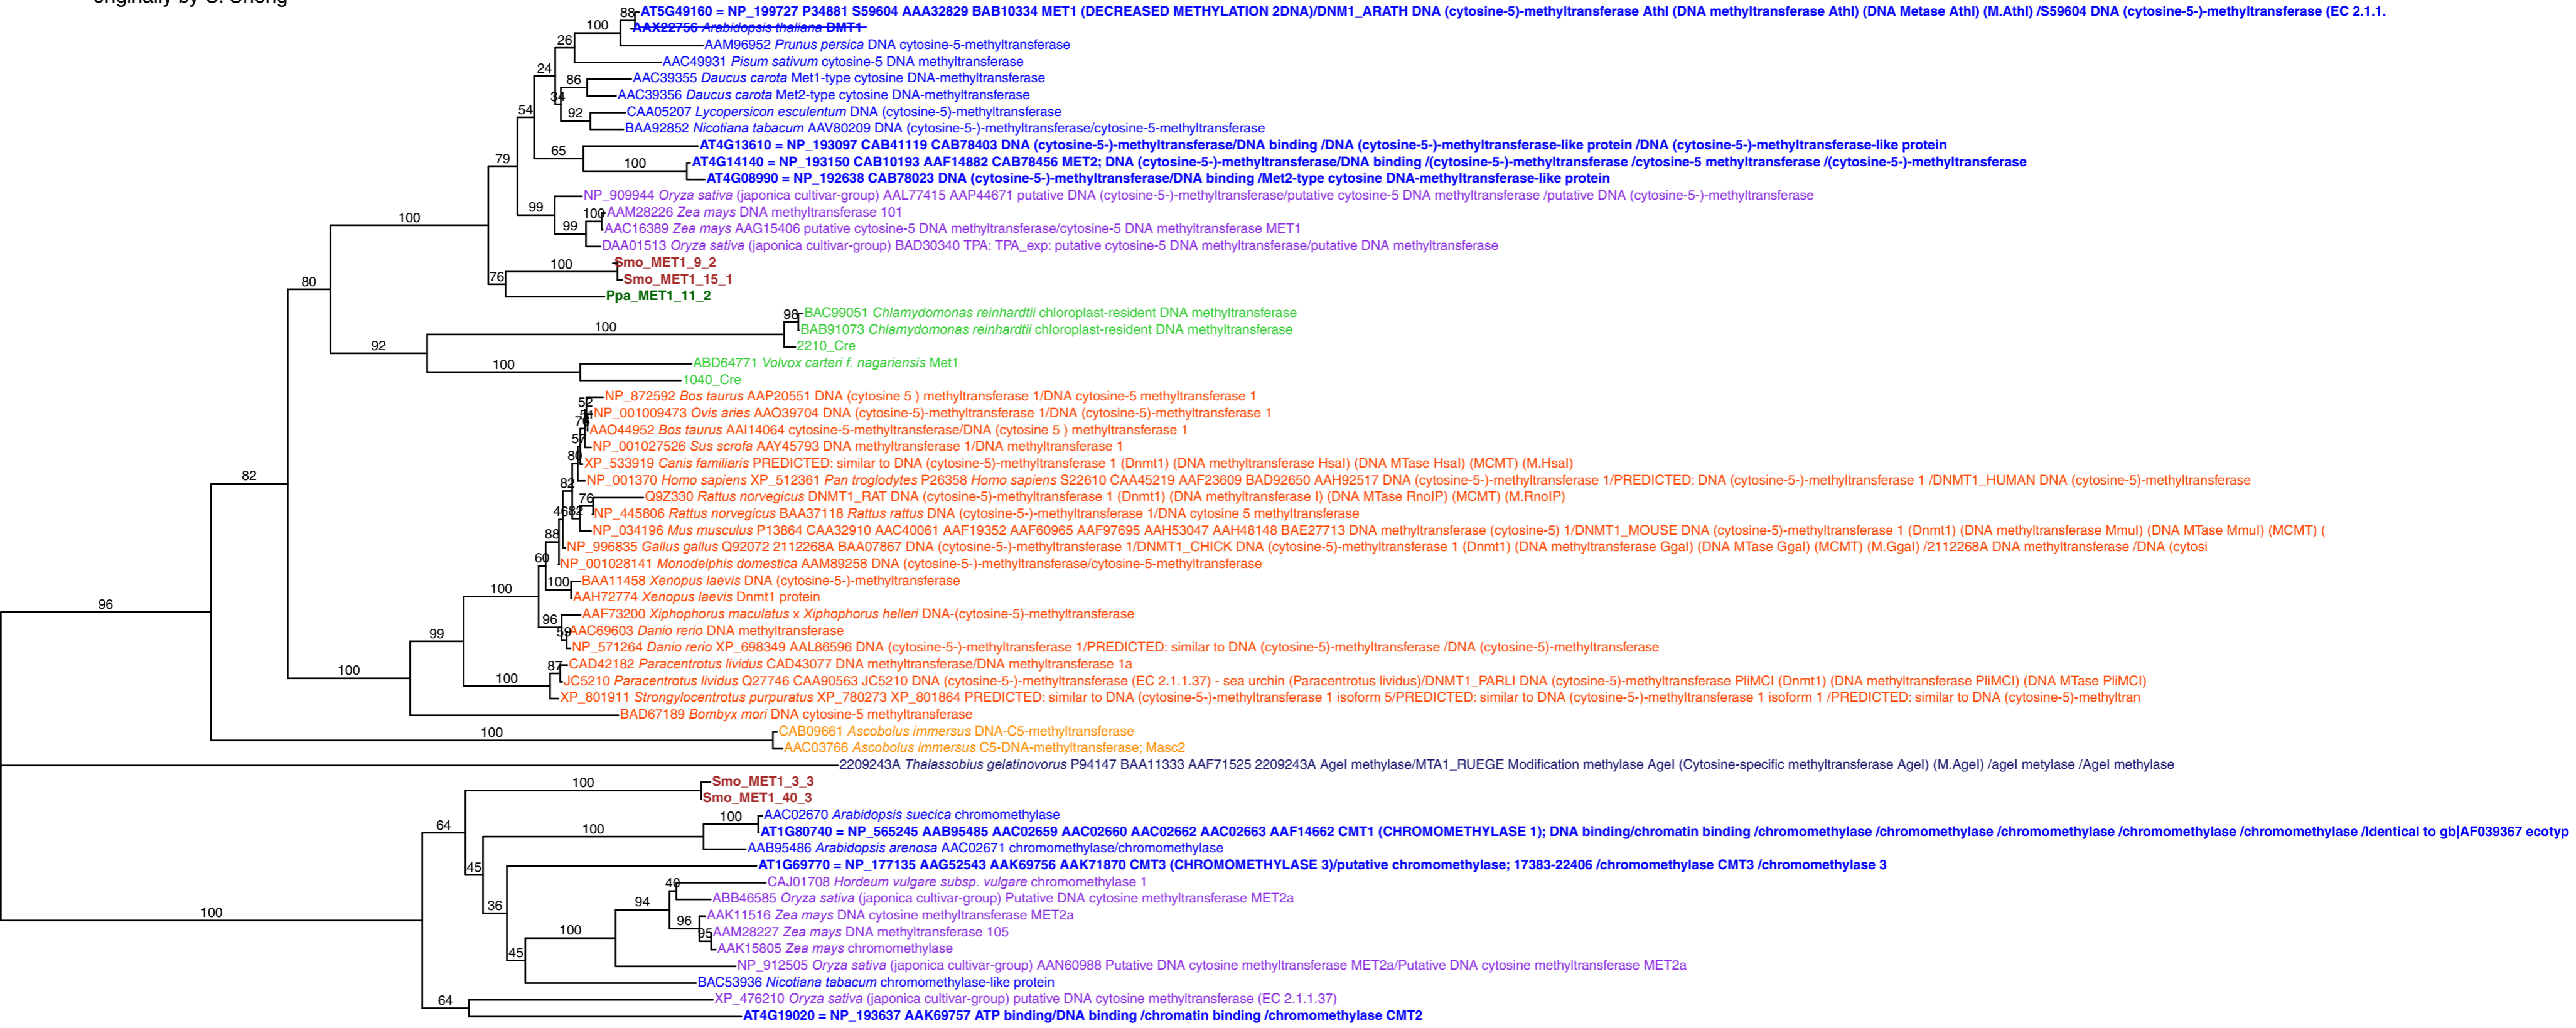 originally by C. Cheng
88 AT5G49160 = NP_199727 P34881 S59604 AAA32829 BAB10334 MET1 (DECREASED METHYLATION 2DNA)/DNM1_ARATH DNA (cytosine-5)-methyltransferase AthI (DNA methyltransferase AthI) (DNA Metase AthI) (M.AthI) /S59604 DNA (cytosine-5-)-methyltransferase (EC 2.1.1.
100 AAX22756 Arabidopsis thaliana DMT1
26 AAM96952 Prunus persica DNA cytosine-5-methyltransferase
AAC49931 Pisum sativum cytosine-5 DNA methyltransferase
24 86 AAC39355 Daucus carota Met1-type cytosine DNA-methyltransferase
34 AAC39356 Daucus carota Met2-type cytosine DNA-methyltransferase
54 92 CAA05207 Lycopersicon esculentum DNA (cytosine-5)-methyltransferase
BAA92852 Nicotiana tabacum AAV80209 DNA (cytosine-5-)-methyltransferase/cytosine-5-methyltransferase
65 AT4G13610 = NP_193097 CAB41119 CAB78403 DNA (cytosine-5-)-methyltransferase/DNA binding /DNA (cytosine-5-)-methyltransferase-like protein /DNA (cytosine-5-)-methyltransferase-like protein
79 100 AT4G14140 = NP_193150 CAB10193 AAF14882 CAB78456 MET2; DNA (cytosine-5-)-methyltransferase/DNA binding /(cytosine-5-)-methyltransferase /cytosine-5 methyltransferase /(cytosine-5-)-methyltransferase
AT4G08990 = NP_192638 CAB78023 DNA (cytosine-5-)-methyltransferase/DNA binding /Met2-type cytosine DNA-methyltransferase-like protein
NP_909944 Oryza sativa (japonica cultivar-group) AAL77415 AAP44671 putative DNA (cytosine-5-)-methyltransferase/putative cytosine-5 DNA methyltransferase /putative DNA (cytosine-5-)-methyltransferase
99 100 AAM28226 Zea mays DNA methyltransferase 101
100 99 AAC16389 Zea mays AAG15406 putative cytosine-5 DNA methyltransferase/cytosine-5 DNA methyltransferase MET1
DAA01513 Oryza sativa (japonica cultivar-group) BAD30340 TPA: TPA_exp: putative cytosine-5 DNA methyltransferase/putative DNA methyltransferase
100 Smo_MET1_9_2
76 Smo_MET1_15_1
80 Ppa_MET1_11_2
98 BAC99051 Chlamydomonas reinhardtii chloroplast-resident DNA methyltransferase
100 BAB91073 Chlamydomonas reinhardtii chloroplast-resident DNA methyltransferase
92 2210_Cre
100 ABD64771 Volvox carteri f. nagariensis Met1
1040_Cre
52 NP_872592 Bos taurus AAP20551 DNA (cytosine 5 ) methyltransferase 1/DNA cytosine-5 methyltransferase 1
NP_001009473 Ovis aries AAO39704 DNA (cytosine-5)-methyltransferase 1/DNA (cytosine-5)-methyltransferase 1
AAO44952 Bos taurus AAI14064 cytosine-5-methyltransferase/DNA (cytosine 5 ) methyltransferase 1
57 NP_001027526 Sus scrofa AAY45793 DNA methyltransferase 1/DNA methyltransferase 1
80 XP_533919 Canis familiaris PREDICTED: similar to DNA (cytosine-5)-methyltransferase 1 (Dnmt1) (DNA methyltransferase HsaI) (DNA MTase HsaI) (MCMT) (M.HsaI)
82 82 NP_001370 Homo sapiens XP_512361 Pan troglodytes P26358 Homo sapiens S22610 CAA45219 AAF23609 BAD92650 AAH92517 DNA (cytosine-5-)-methyltransferase 1/PREDICTED: DNA (cytosine-5-)-methyltransferase 1 /DNMT1_HUMAN DNA (cytosine-5)-methyltransferase
76 Q9Z330 Rattus norvegicus DNMT1_RAT DNA (cytosine-5)-methyltransferase 1 (Dnmt1) (DNA methyltransferase I) (DNA MTase RnoIP) (MCMT) (M.RnoIP)
46 82 NP_445806 Rattus norvegicus BAA37118 Rattus rattus DNA (cytosine-5-)-methyltransferase 1/DNA cytosine 5 methyltransferase
88 NP_034196 Mus musculus P13864 CAA32910 AAC40061 AAF19352 AAF60965 AAF97695 AAH53047 AAH48148 BAE27713 DNA methyltransferase (cytosine-5) 1/DNMT1_MOUSE DNA (cytosine-5)-methyltransferase 1 (Dnmt1) (DNA methyltransferase MmuI) (DNA MTase MmuI) (MCMT) (
NP_996835 Gallus gallus Q92072 2112268A BAA07867 DNA (cytosine-5-)-methyltransferase 1/DNMT1_CHICK DNA (cytosine-5)-methyltransferase 1 (Dnmt1) (DNA methyltransferase GgaI) (DNA MTase GgaI) (MCMT) (M.GgaI) /2112268A DNA methyltransferase /DNA (cytosi
60 NP_001028141 Monodelphis domestica AAM89258 DNA (cytosine-5-)-methyltransferase/cytosine-5-methyltransferase
100 100 BAA11458 Xenopus laevis DNA (cytosine-5-)-methyltransferase
AAH72774 Xenopus laevis Dnmt1 protein
96 96 AAF73200 Xiphophorus maculatus x Xiphophorus helleri DNA-(cytosine-5)-methyltransferase
99 59 AAC69603 Danio rerio DNA methyltransferase
NP_571264 Danio rerio XP_698349 AAL86596 DNA (cytosine-5-)-methyltransferase 1/PREDICTED: similar to DNA (cytosine-5)-methyltransferase /DNA (cytosine-5)-methyltransferase
100 87 CAD42182 Paracentrotus lividus CAD43077 DNA methyltransferase/DNA methyltransferase 1a
100 JC5210 Paracentrotus lividus Q27746 CAA90563 JC5210 DNA (cytosine-5-)-methyltransferase (EC 2.1.1.37) - sea urchin (Paracentrotus lividus)/DNMT1_PARLI DNA (cytosine-5)-methyltransferase PliMCI (Dnmt1) (DNA methyltransferase PliMCI) (DNA MTase PliMCI)
XP_801911 Strongylocentrotus purpuratus XP_780273 XP_801864 PREDICTED: similar to DNA (cytosine-5-)-methyltransferase 1 isoform 5/PREDICTED: similar to DNA (cytosine-5-)-methyltransferase 1 isoform 1 /PREDICTED: similar to DNA (cytosine-5-)-methyltran
BAD67189 Bombyx mori DNA cytosine-5 methyltransferase
100 CAB09661 Ascobolus immersus DNA-C5-methyltransferase
AAC03766 Ascobolus immersus C5-DNA-methyltransferase; Masc2
2209243A Thalassobius gelatinovorus P94147 BAA11333 AAF71525 2209243A AgeI methylase/MTA1_RUEGE Modification methylase AgeI (Cytosine-specific methyltransferase AgeI) (M.AgeI) /ageI metylase /AgeI methylase
100 Smo_MET1_3_3
Smo_MET1_40_3
64 100 AAC02670 Arabidopsis suecica chromomethylase
100 AT1G80740 = NP_565245 AAB95485 AAC02659 AAC02660 AAC02662 AAC02663 AAF14662 CMT1 (CHROMOMETHYLASE 1); DNA binding/chromatin binding /chromomethylase /chromomethylase /chromomethylase /chromomethylase /chromomethylase /Identical to gb|AF039367 ecotyp
AAB95486 Arabidopsis arenosa AAC02671 chromomethylase/chromomethylase
45 AT1G69770 = NP_177135 AAG52543 AAK69756 AAK71870 CMT3 (CHROMOMETHYLASE 3)/putative chromomethylase; 17383-22406 /chromomethylase CMT3 /chromomethylase 3
40 CAJ01708 Hordeum vulgare subsp. vulgare chromomethylase 1
36 94 ABB46585 Oryza sativa (japonica cultivar-group) Putative DNA cytosine methyltransferase MET2a
100 96 AAK11516 Zea mays DNA cytosine methyltransferase MET2a
100 95 AAM28227 Zea mays DNA methyltransferase 105
45 AAK15805 Zea mays chromomethylase
NP_912505 Oryza sativa (japonica cultivar-group) AAN60988 Putative DNA cytosine methyltransferase MET2a/Putative DNA cytosine methyltransferase MET2a
BAC53936 Nicotiana tabacum chromomethylase-like protein
64 XP_476210 Oryza sativa (japonica cultivar-group) putative DNA cytosine methyltransferase (EC 2.1.1.37)
AT4G19020 = NP_193637 AAK69757 ATP binding/DNA binding /chromatin binding /chromomethylase CMT2